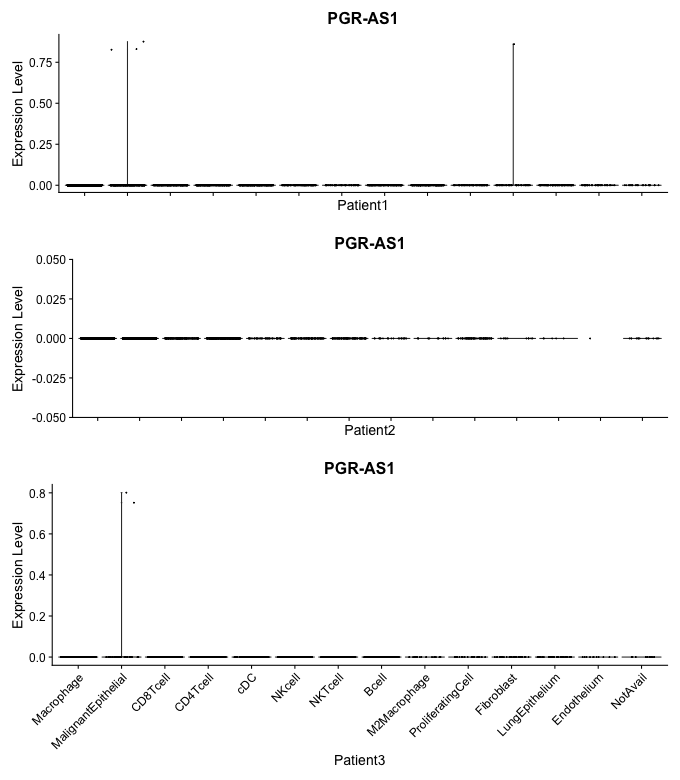 PGR-AS1
Expression Level
0.75
0.50
0.25
0.00
Patient1
PGR-AS1
Expression Level
0.050
0.025
0.000
-0.025
-0.050
Patient2
PGR-AS1
Expression Level
0.8
0.6
0.4
0.2
0.0
Macrophage
MalignantEpithelial
CD8Tcell
CD4Tcell
cDC
NKcell
NKTcell
Bcell
M2Macrophage
ProliferatingCell
Fibroblast
LungEpithelium
Endothelium
NotAvail
Patient3